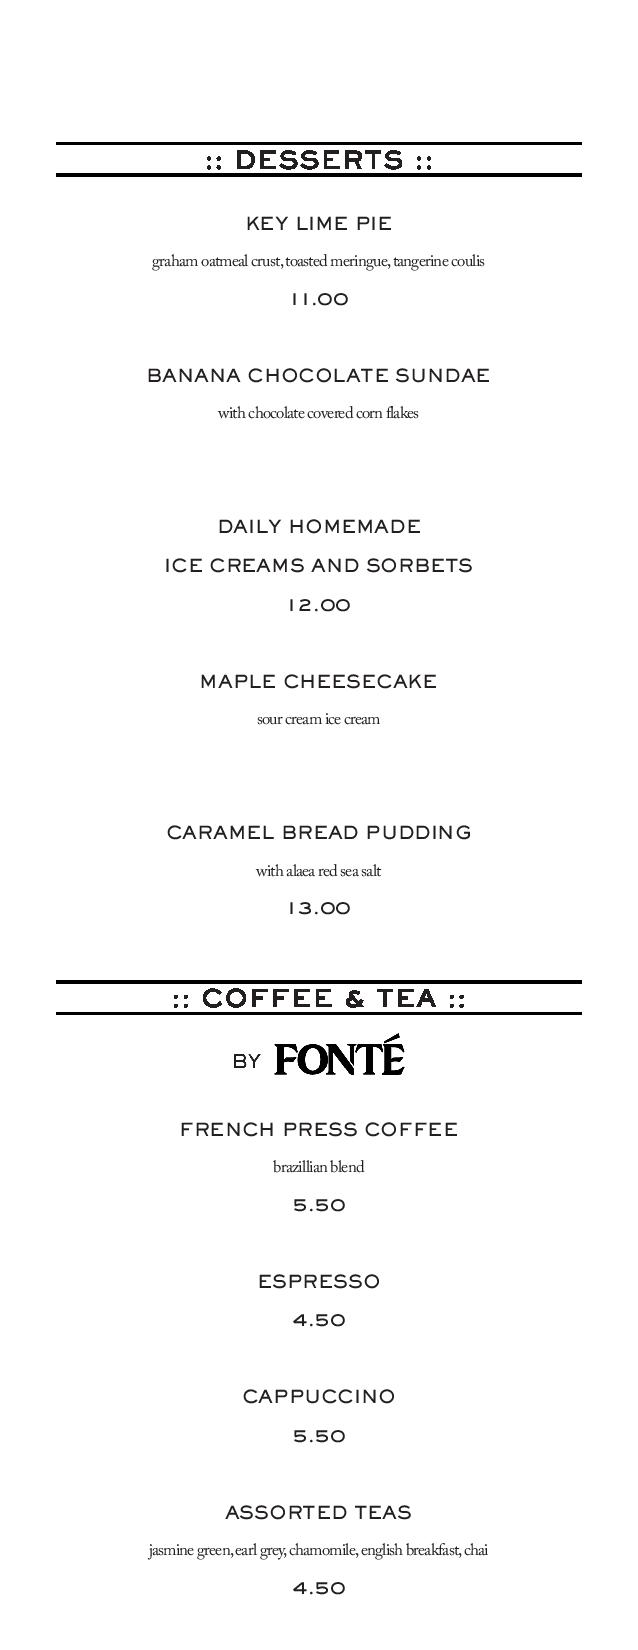 :: DESSERTS ::
KEY LIME PIE
graham oatmeal crust, toasted meringue, tangerine coulis
11.00
BANANA CHOCOLATE SUNDAE
with chocolate covered corn flakes
DAILY HOMEMADE
ICE CREAMS AND SORBETS
12.00
MAPLE CHEESECAKE
sour cream ice cream
CARAMEL BREAD PUDDING
with alaea red sea salt
13.00
:: COFFEE & TEA ::
BY FONTÉ
FRENCH PRESS COFFEE
brazillian blend
5.50
ESPRESSO
4.50
CAPPUCCINO
5.50
ASSORTED TEAS
jasmine green, earl grey, chamomile, english breakfast, chai
4.50